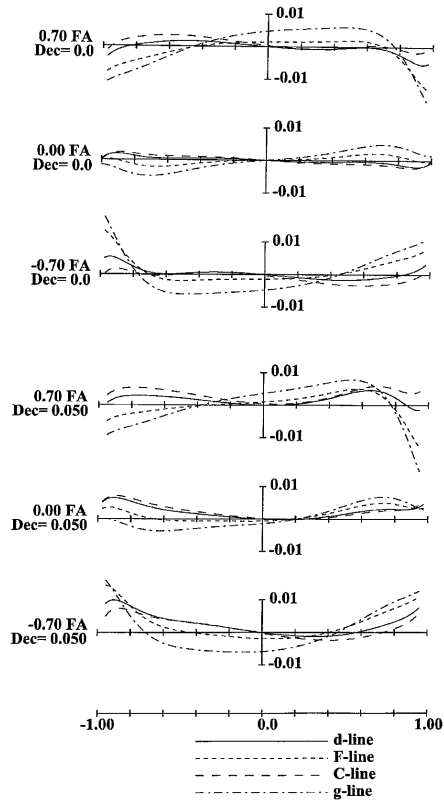 0.01
0.70 FA
Dec= 0.0
-0.01
0.01
0.00 FA
Dec= 0.0
-0.01
0.01
-0.70 FA
Dec= 0.0
-0.01
0.01
0.70 FA
Dec= 0.050
-0.01
0.01
0.00 FA
Dec= 0.050
-0.01
0.01
-0.70 FA
Dec= 0.050
-0.01
-1.00 0.0 1.00
d-line
F-line
C-line
g-line